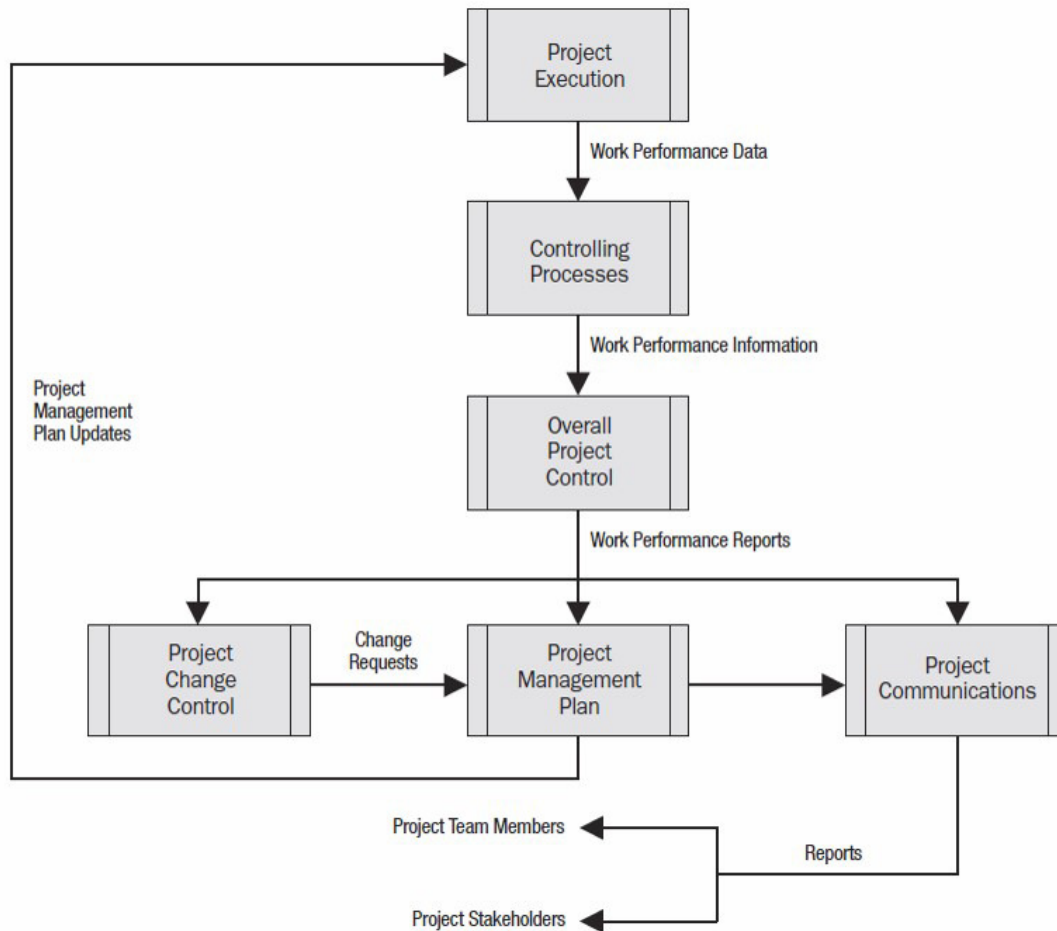 Project
Execution
Work Performance Data
Controlling
Processes
Work Performance Information
Project
Management
Plan Updates
Overall
Project
Control
Work Performance Reports
Project
Change
Control
Change
Requests
Project
Management
Plan
Project
Communications
Project Team Members
Reports
Project Stakeholders